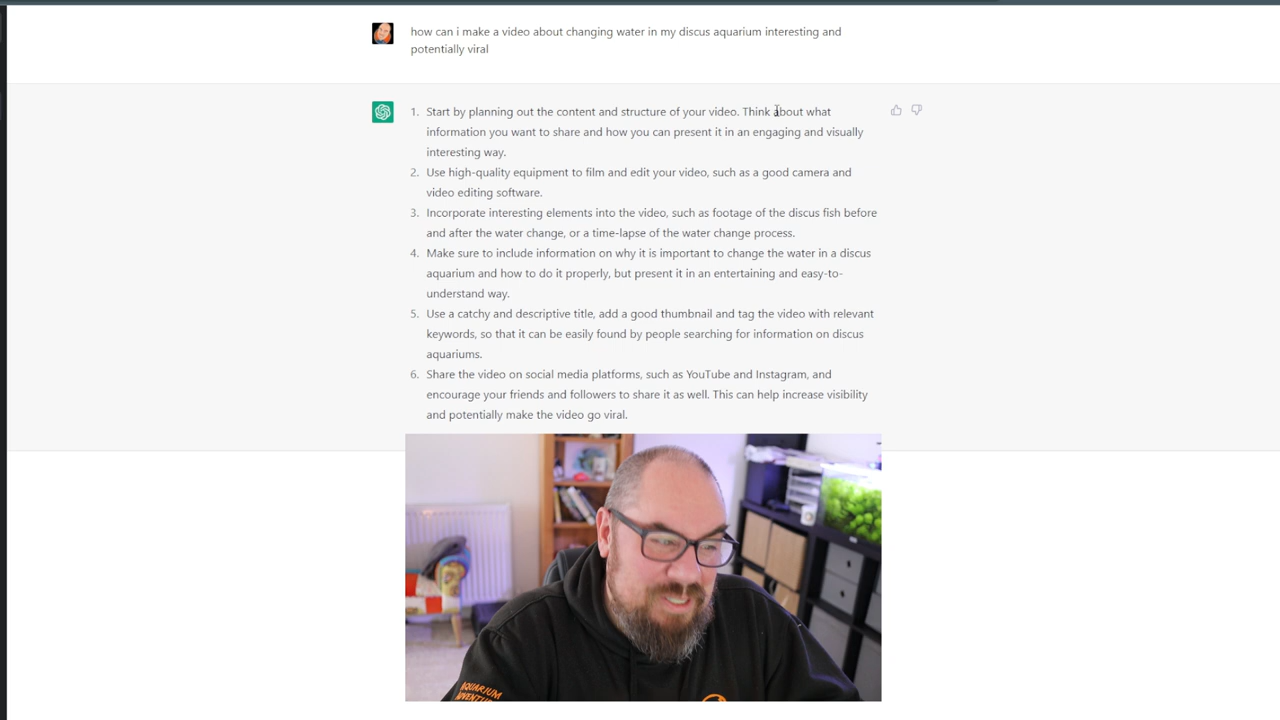 how can i make a video about changing water in my discus aquarium interesting and
potentially viral
1. Start by planning out the content and structure of your video. Think about what
information you want to share and how you can present it in an engaging and visually
interesting way.
2. Use high-quality equipment to film and edit your video, such as a good camera and
video editing software.
3. Incorporate interesting elements into the video, such as footage of the discus fish before
and after the water change, or a time-lapse of the water change process.
4. Make sure to include information on why it is important to change the water in a discus
aquarium and how to do it properly, but present it in an entertaining and easy-to-
understand way.
5. Use a catchy and descriptive title, add a good thumbnail and tag the video with relevant
keywords, so that it can be easily found by people searching for information on discus
aquariums.
6. Share the video on social media platforms, such as YouTube and Instagram, and
encourage your friends and followers to share it as well. This can help increase visibility
and potentially make the video go viral.
AQUARIUM